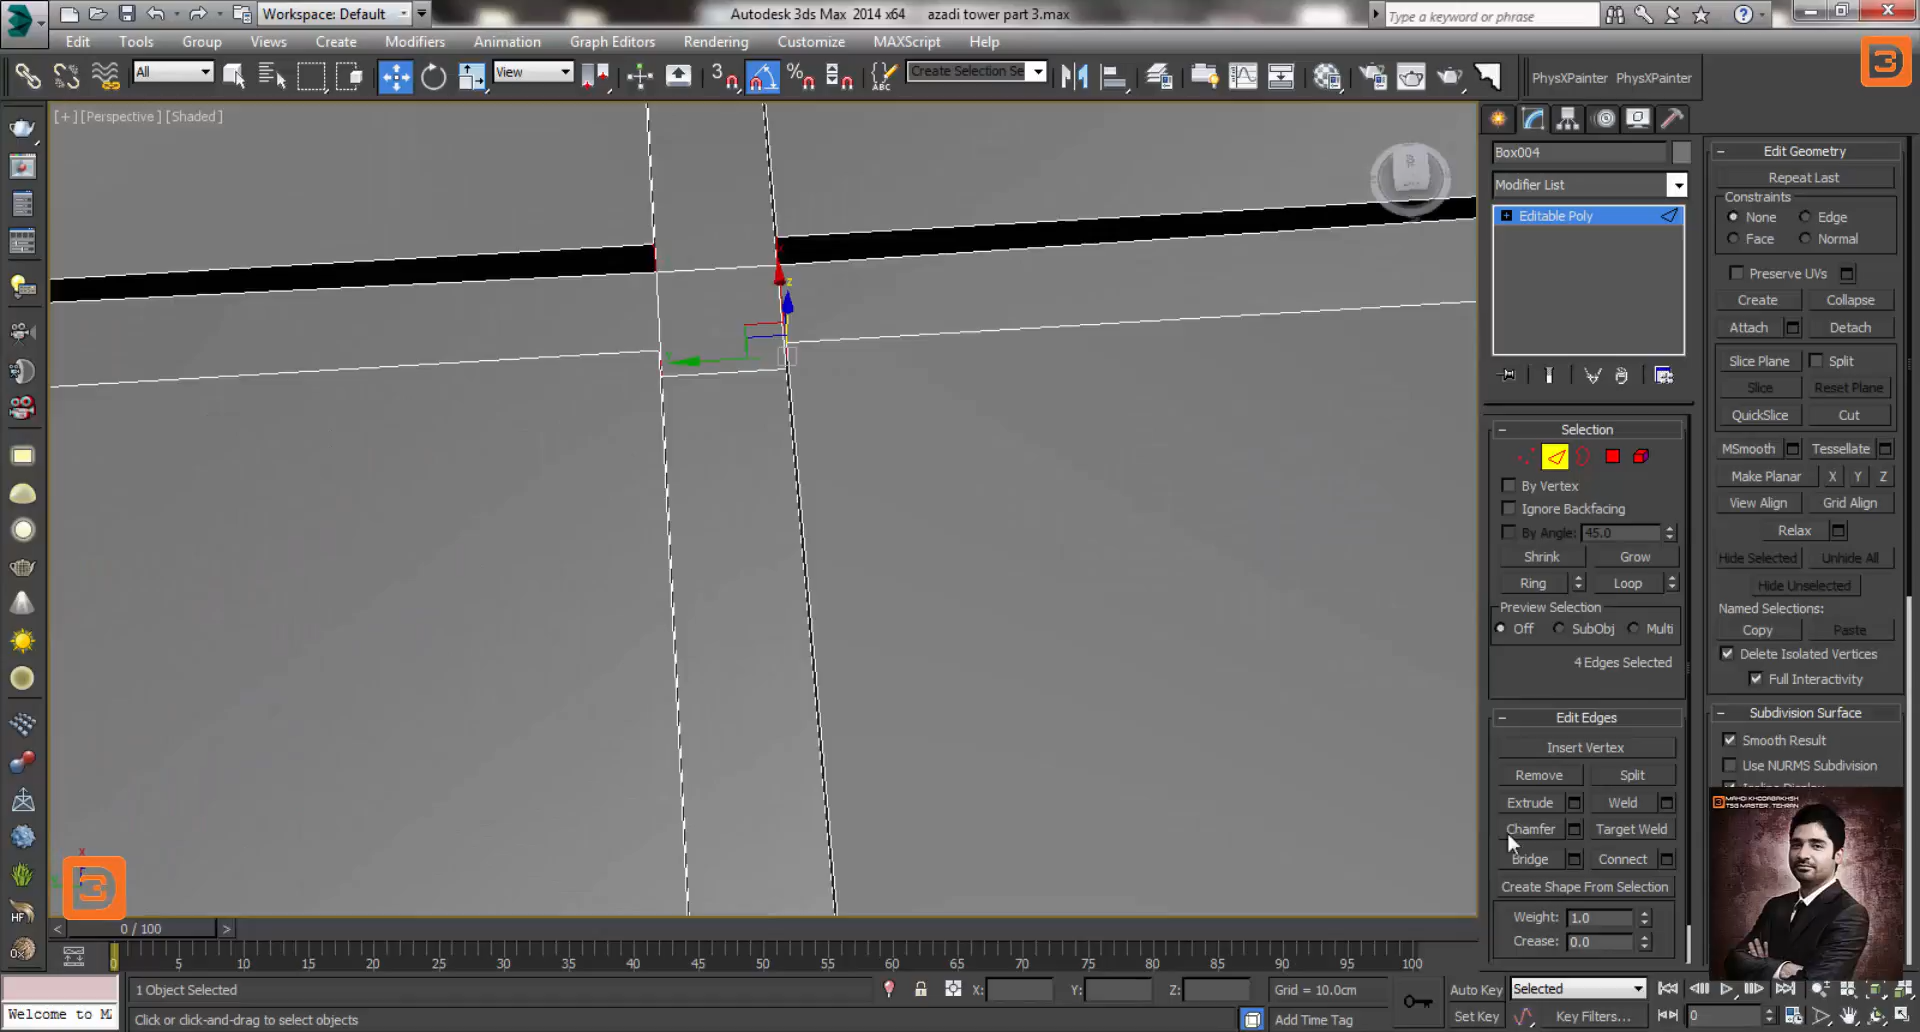 Workspace: Default
Autodesk 3ds Max 2014 x64 azadi tower part 3.max
Type a keyword or phrase
Edit Tools Group Views Create Modifiers Animation Graph Editors Rendering Customize MAXScript Help
All
View
3
ABC
Create Selection Se
PhysXPainter PhysXPainter
[+] [Perspective] [Shaded]
Box004
Modifier List
Editable Poly
Selection
By Vertex
Ignore Backfacing
By Angle: 45.0
Shrink Grow
Ring Loop
Preview Selection
Off SubObj Multi
4 Edges Selected
Edit Edges
Insert Vertex
Remove Split
Extrude Weld
Chamfer Target Weld
Bridge Connect
Create Shape From Selection
Weight: 1.0
Crease: 0.0
Edit Geometry
Repeat Last
Constraints
None Edge
Face Normal
Preserve UVs
Create Collapse
Attach Detach
Slice Plane Split
Slice Reset Plane
QuickSlice Cut
MSmooth Tessellate
Make Planar X Y Z
View Align Grid Align
Relax
Hide Selected Unhide All
Hide Unselected
Named Selections:
Copy Paste
Delete Isolated Vertices
Full Interactivity
Subdivision Surface
Smooth Result
Use NURMS Subdivision
MAHDI KHODABAKHSH
TSG MASTER. TEHRAN
z
x
HF
0 / 100
0 5 10 15 20 25 30 35 40 45 50 55 60 65 70 75 80 85 90 95 100
1 Object Selected
X: Y: Z:
Grid = 10.0cm
Auto Key Selected
Welcome to M
Click or click-and-drag to select objects
Add Time Tag
Set Key Key Filters...
0